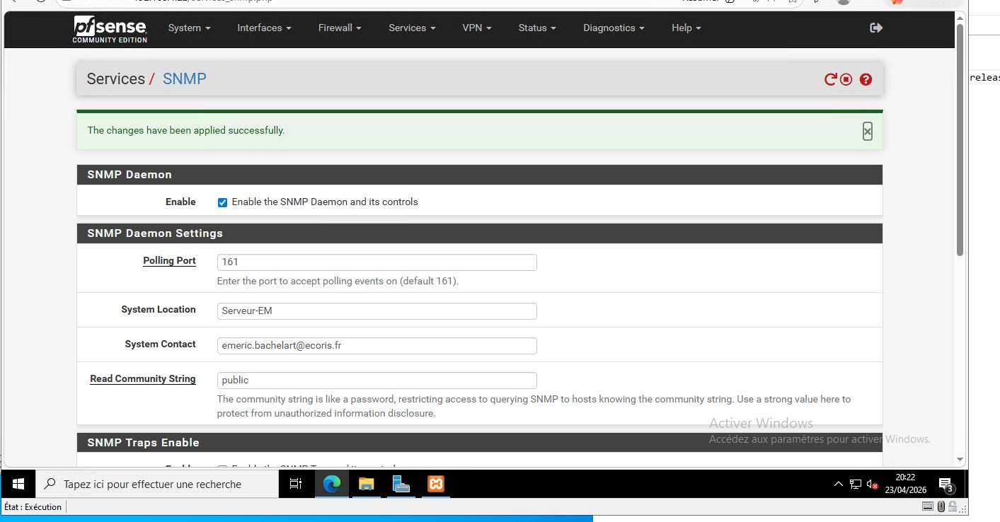 pfsense
COMMUNITY EDITION
System
Interfaces
Firewall
Services
VPN
Status
Diagnostics
Help
Services / SNMP
releas
The changes have been applied successfully.
×
SNMP Daemon
Enable
Enable the SNMP Daemon and its controls
SNMP Daemon Settings
Polling Port
161
Enter the port to accept polling events on (default 161).
System Location
Serveur-EM
System Contact
emeric.bachelart@ecoris.fr
Read Community String
public
The community string is like a password, restricting access to querying SNMP to hosts knowing the community string. Use a strong value here to
protect from unauthorized information disclosure.
Activer Windows
Accédez aux paramètres pour activer Windows.
SNMP Traps Enable
Tapez ici pour effectuer une recherche
20:22
23/04/2026
3
État : Exécution